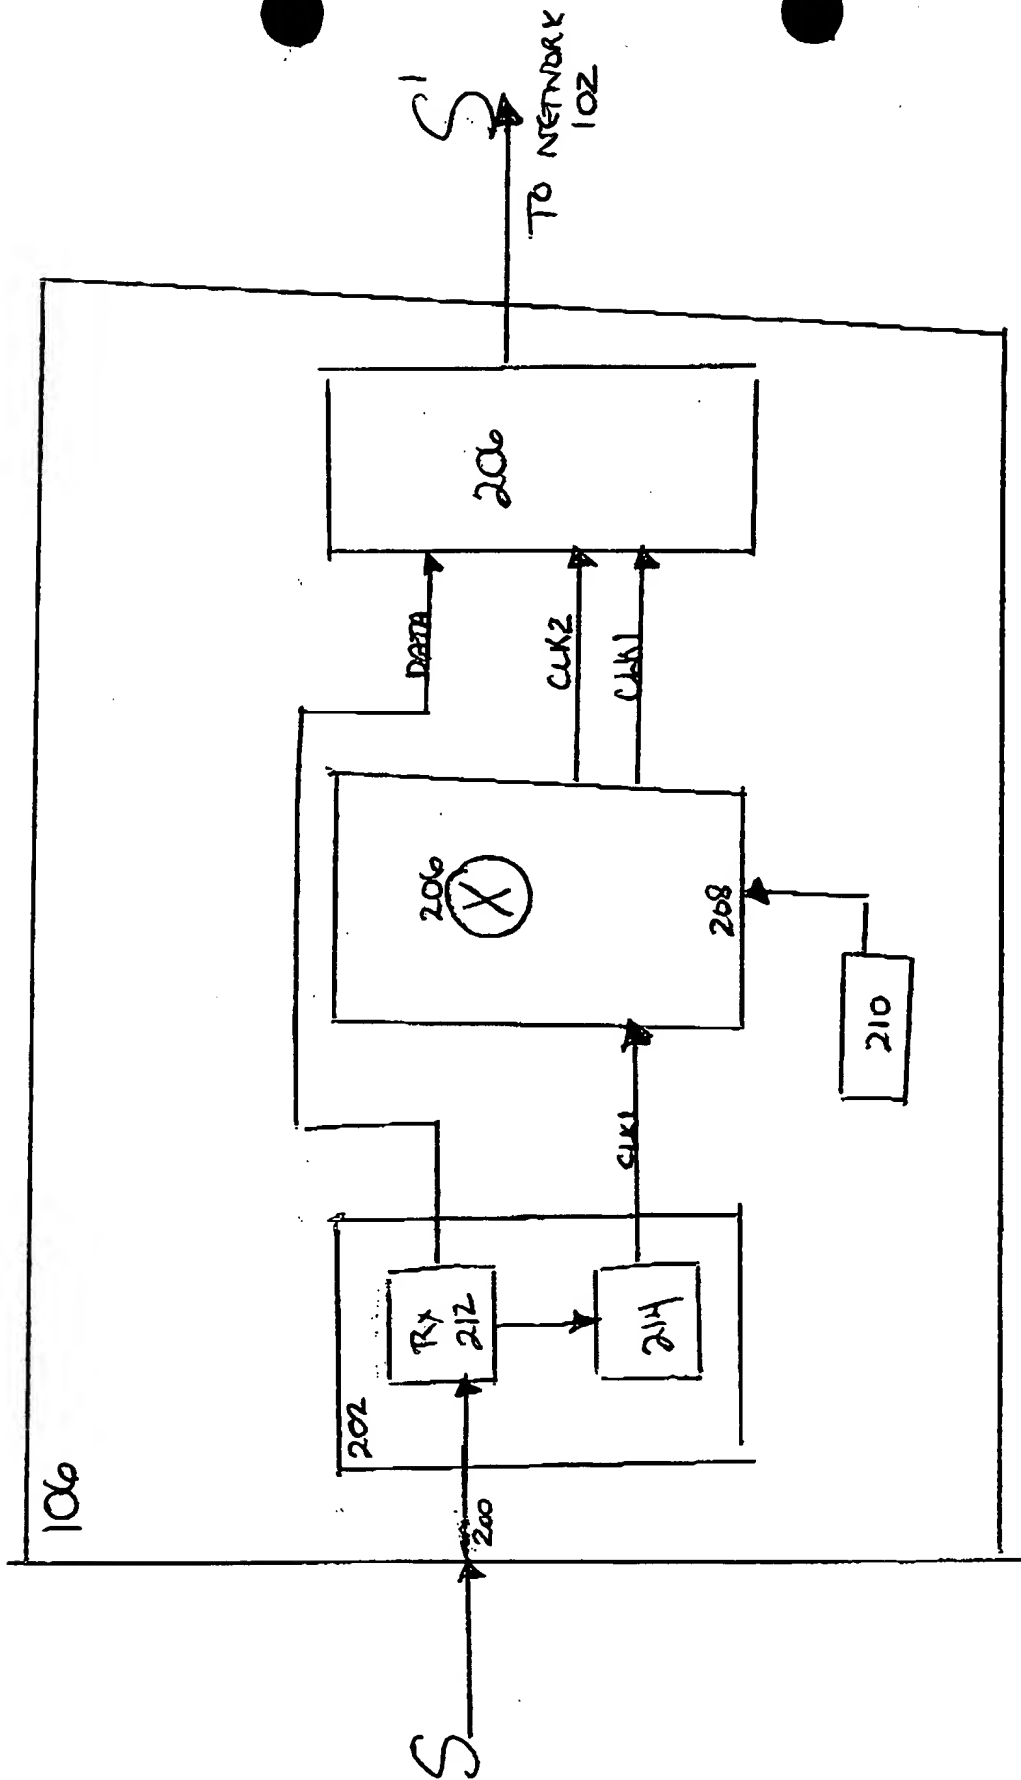 106
S
200
202
Rx
212
214
CLK1
DATA
206
X
208
210
CLK2
CLK1
206
S'
TO NETWORK
102